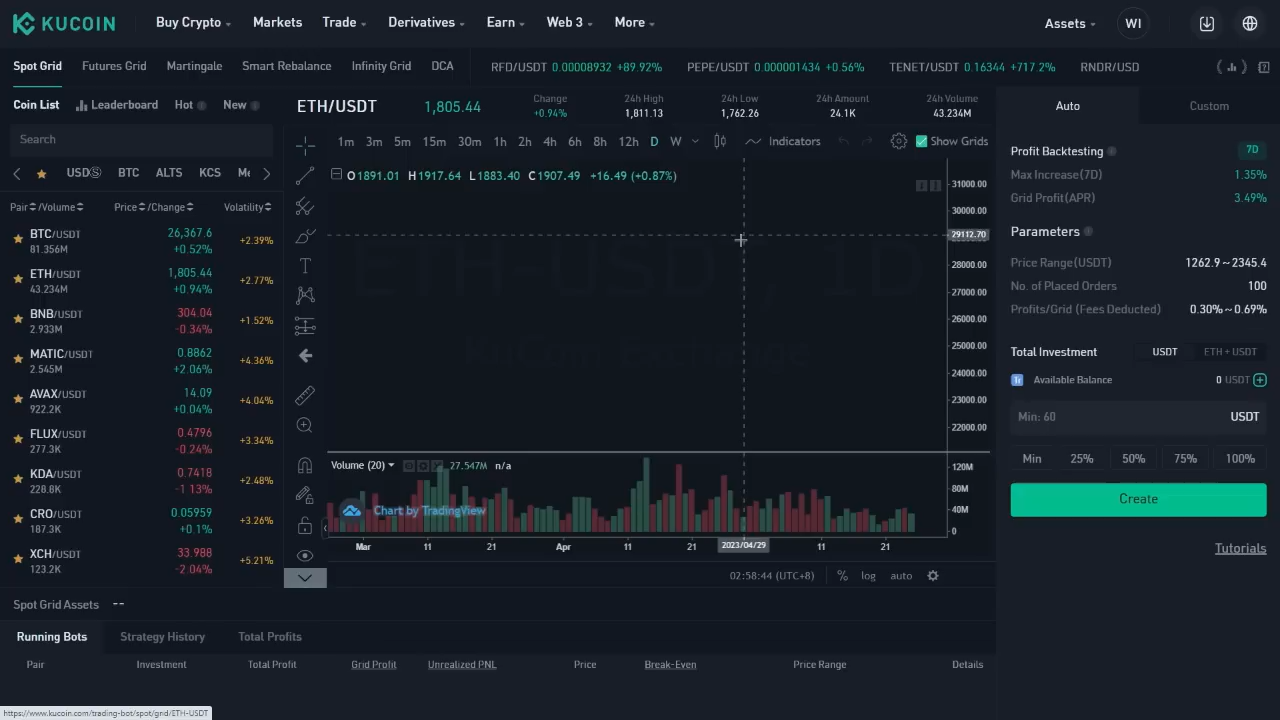 KUCOIN Buy Crypto Markets Trade Derivatives Earn Web 3 More Assets WI
Spot Grid Futures Grid Martingale Smart Rebalance Infinity Grid DCA RFD/USDT 0.00008932 +89.92% PEPE/USDT 0.000001434 +0.56% TENET/USDT 0.16344 +717.2% RNDR/USD
Coin List Leaderboard Hot New
Search
USDⓈ BTC ALTS KCS Me
Pair/Volume Price/Change Volatility
BTC/USDT 26,367.6 +2.39%
81.356M +0.52%
ETH/USDT 1,805.44 +2.77%
43.234M +0.94%
BNB/USDT 304.04 +1.52%
2.933M -0.34%
MATIC/USDT 0.8862 +4.36%
2.545M +2.06%
AVAX/USDT 14.09 +4.04%
922.2K +0.04%
FLUX/USDT 0.4796 +3.34%
277.3K -0.24%
KDA/USDT 0.7418 +2.48%
228.8K -1.13%
CRO/USDT 0.05959 +3.26%
187.3K +0.1%
XCH/USDT 33.988 +5.21%
123.2K -2.04%
ETH/USDT 1,805.44 Change 24h High 24h Low 24h Amount 24h Volume
+0.94% 1,811.13 1,762.26 24.1K 43.234M
1m 3m 5m 15m 30m 1h 2h 4h 6h 8h 12h D W Indicators Show Grids
O1891.01 H1917.64 L1883.40 C1907.49 +16.49 (+0.87%)
ETH-USDT, 1D
KuCoin Exchange
31000.00
30000.00
29112.70
28000.00
27000.00
26000.00
25000.00
24000.00
23000.00
22000.00
Volume (20) 27.547M n/a
120M
80M
40M
0
Chart by TradingView
Mar 11 21 Apr 11 21 2023/04/29 11 21
02:58:44 (UTC+8) % log auto
Auto Custom
Profit Backtesting 7D
Max Increase(7D) 1.35%
Grid Profit(APR) 3.49%
Parameters
Price Range(USDT) 1262.9 ~ 2345.4
No. of Placed Orders 100
Profits/Grid (Fees Deducted) 0.30% ~ 0.69%
Total Investment USDT ETH + USDT
Tr Available Balance 0 USDT
Min: 60 USDT
Min 25% 50% 75% 100%
Create
Tutorials
Spot Grid Assets --
Running Bots Strategy History Total Profits
Pair Investment Total Profit Grid Profit Unrealized PNL Price Break-Even Price Range Details
https://www.kucoin.com/trading-bot/spot/grid/ETH-USDT